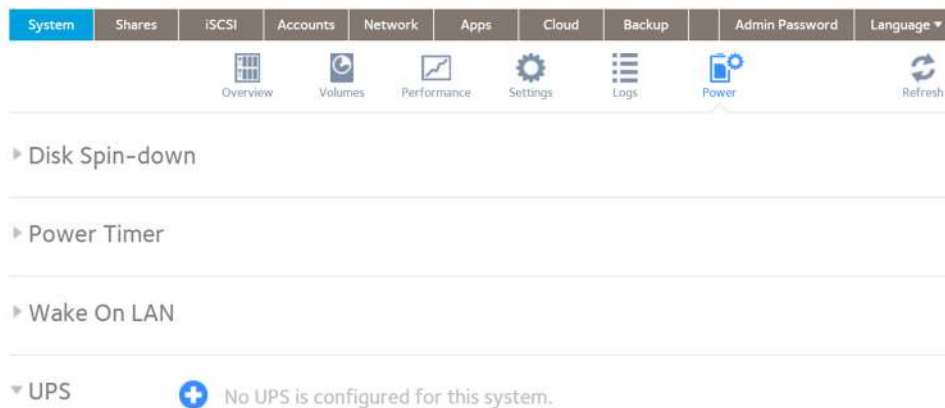 System Shares iSCSI Accounts Network Apps Cloud Backup Admin Password Language
Overview Volumes Performance Settings Logs Power Refresh
Disk Spin-down
Power Timer
Wake On LAN
UPS No UPS is configured for this system.